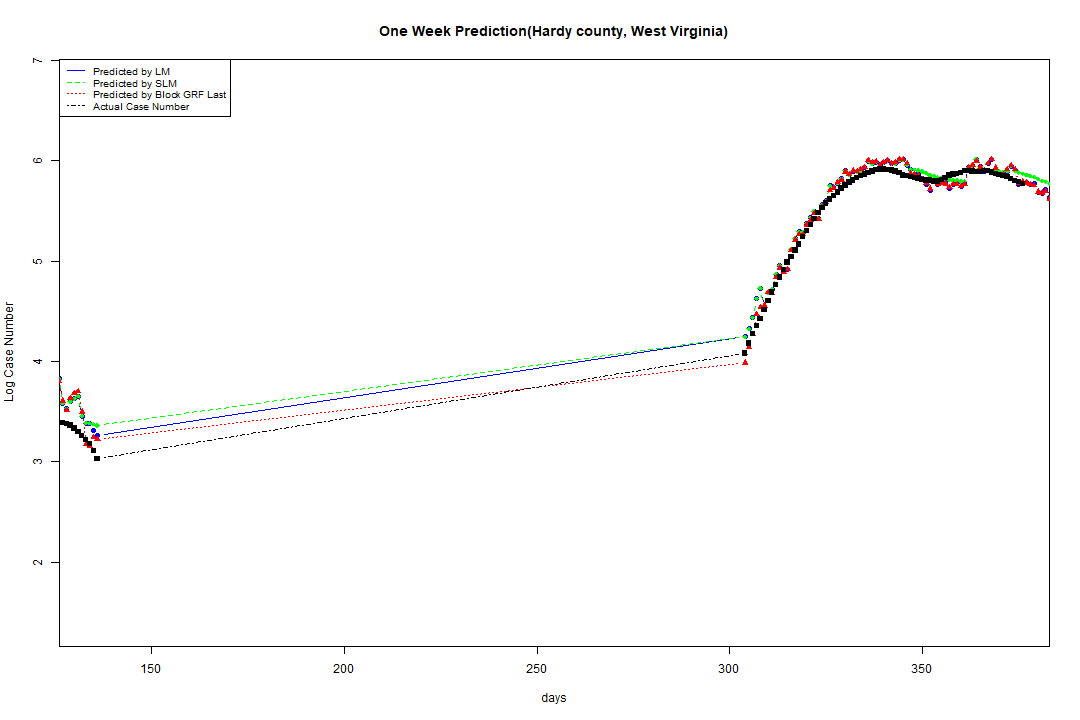 One Week Prediction(Hardy county, West Virginia)
Predicted by LM
Predicted by SLM
Predicted by Block GRF Last
Actual Case Number
7
6
5
4
3
2
Log Case Number
150 200 250 300 350
days